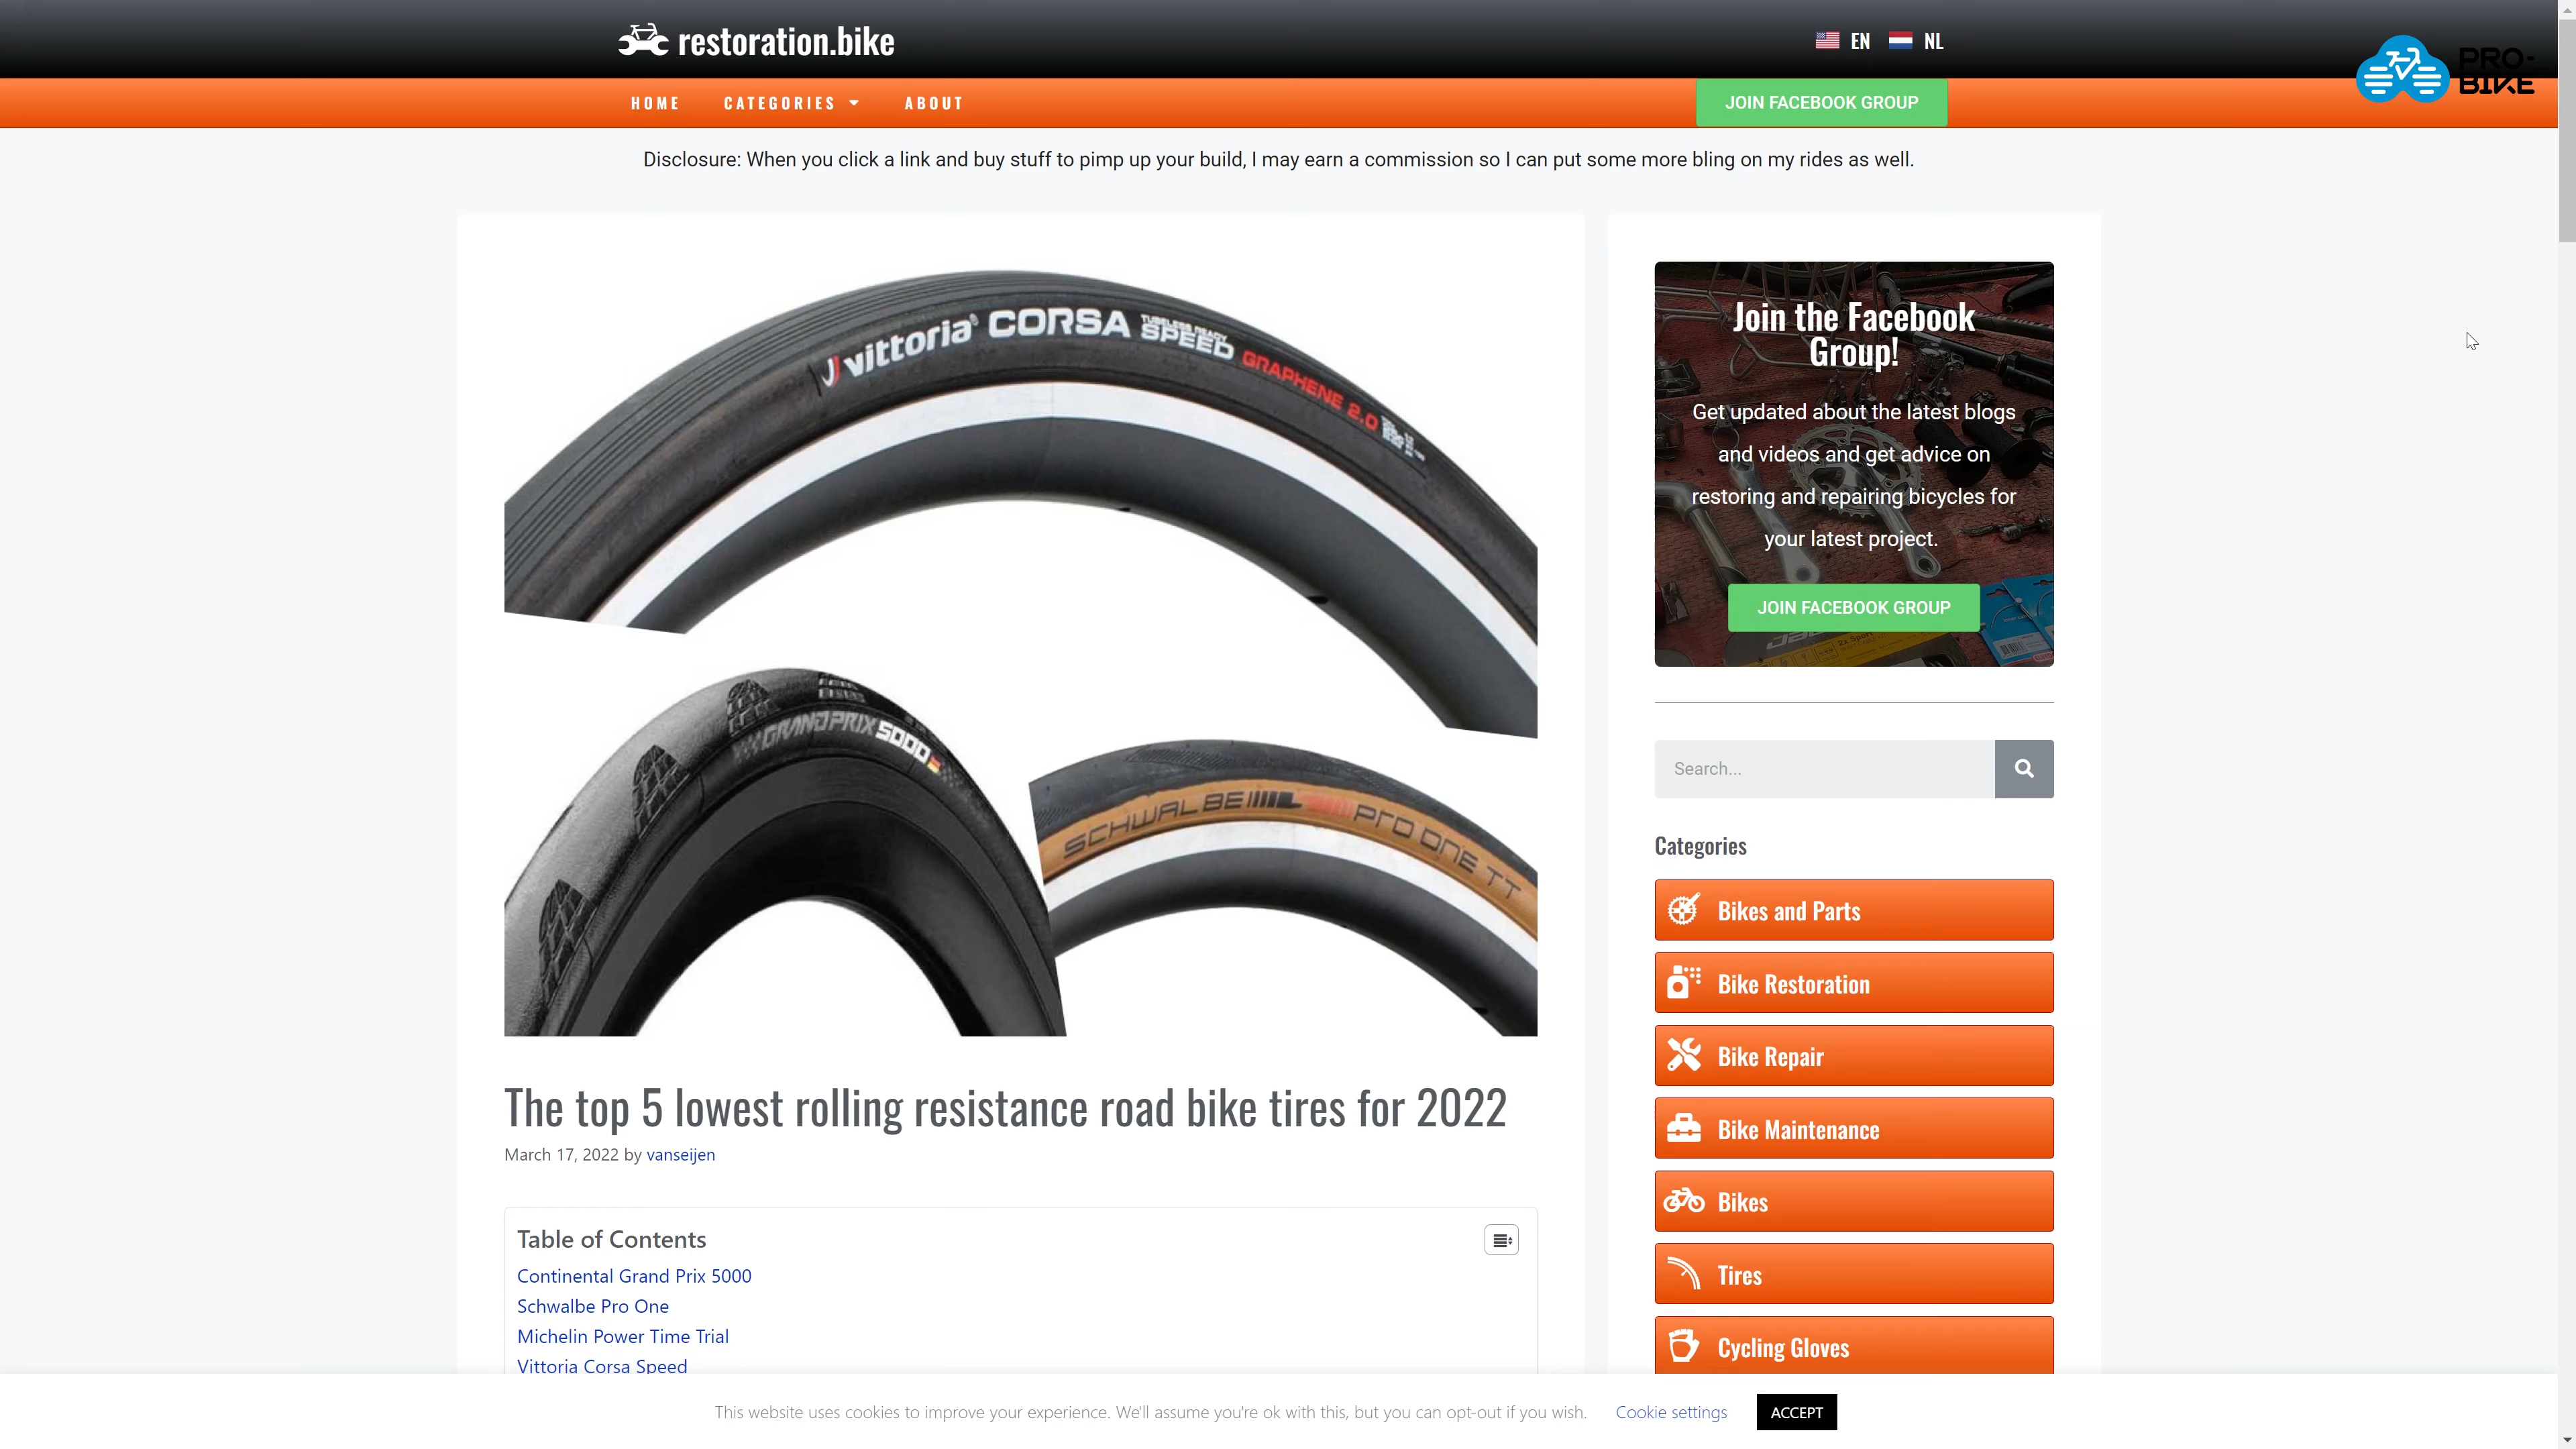 restoration.bike
EN
NL
PRO-
BIKE
HOME
CATEGORIES
ABOUT
JOIN FACEBOOK GROUP
Disclosure: When you click a link and buy stuff to pimp up your build, I may earn a commission so I can put some more bling on my rides as well.
vittoria CORSA TUBELESS READY SPEED GRAPHENE 2.0
GRAND PRIX 5000
SCHWALBE PRO ONE TT
The top 5 lowest rolling resistance road bike tires for 2022
March 17, 2022 by vanseijen
Table of Contents
Continental Grand Prix 5000
Schwalbe Pro One
Michelin Power Time Trial
Vittoria Corsa Speed
Join the Facebook
Group!
Get updated about the latest blogs
and videos and get advice on
restoring and repairing bicycles for
your latest project.
JOIN FACEBOOK GROUP
Search...
Categories
Bikes and Parts
Bike Restoration
Bike Repair
Bike Maintenance
Bikes
Tires
Cycling Gloves
This website uses cookies to improve your experience. We'll assume you're ok with this, but you can opt-out if you wish.
Cookie settings
ACCEPT